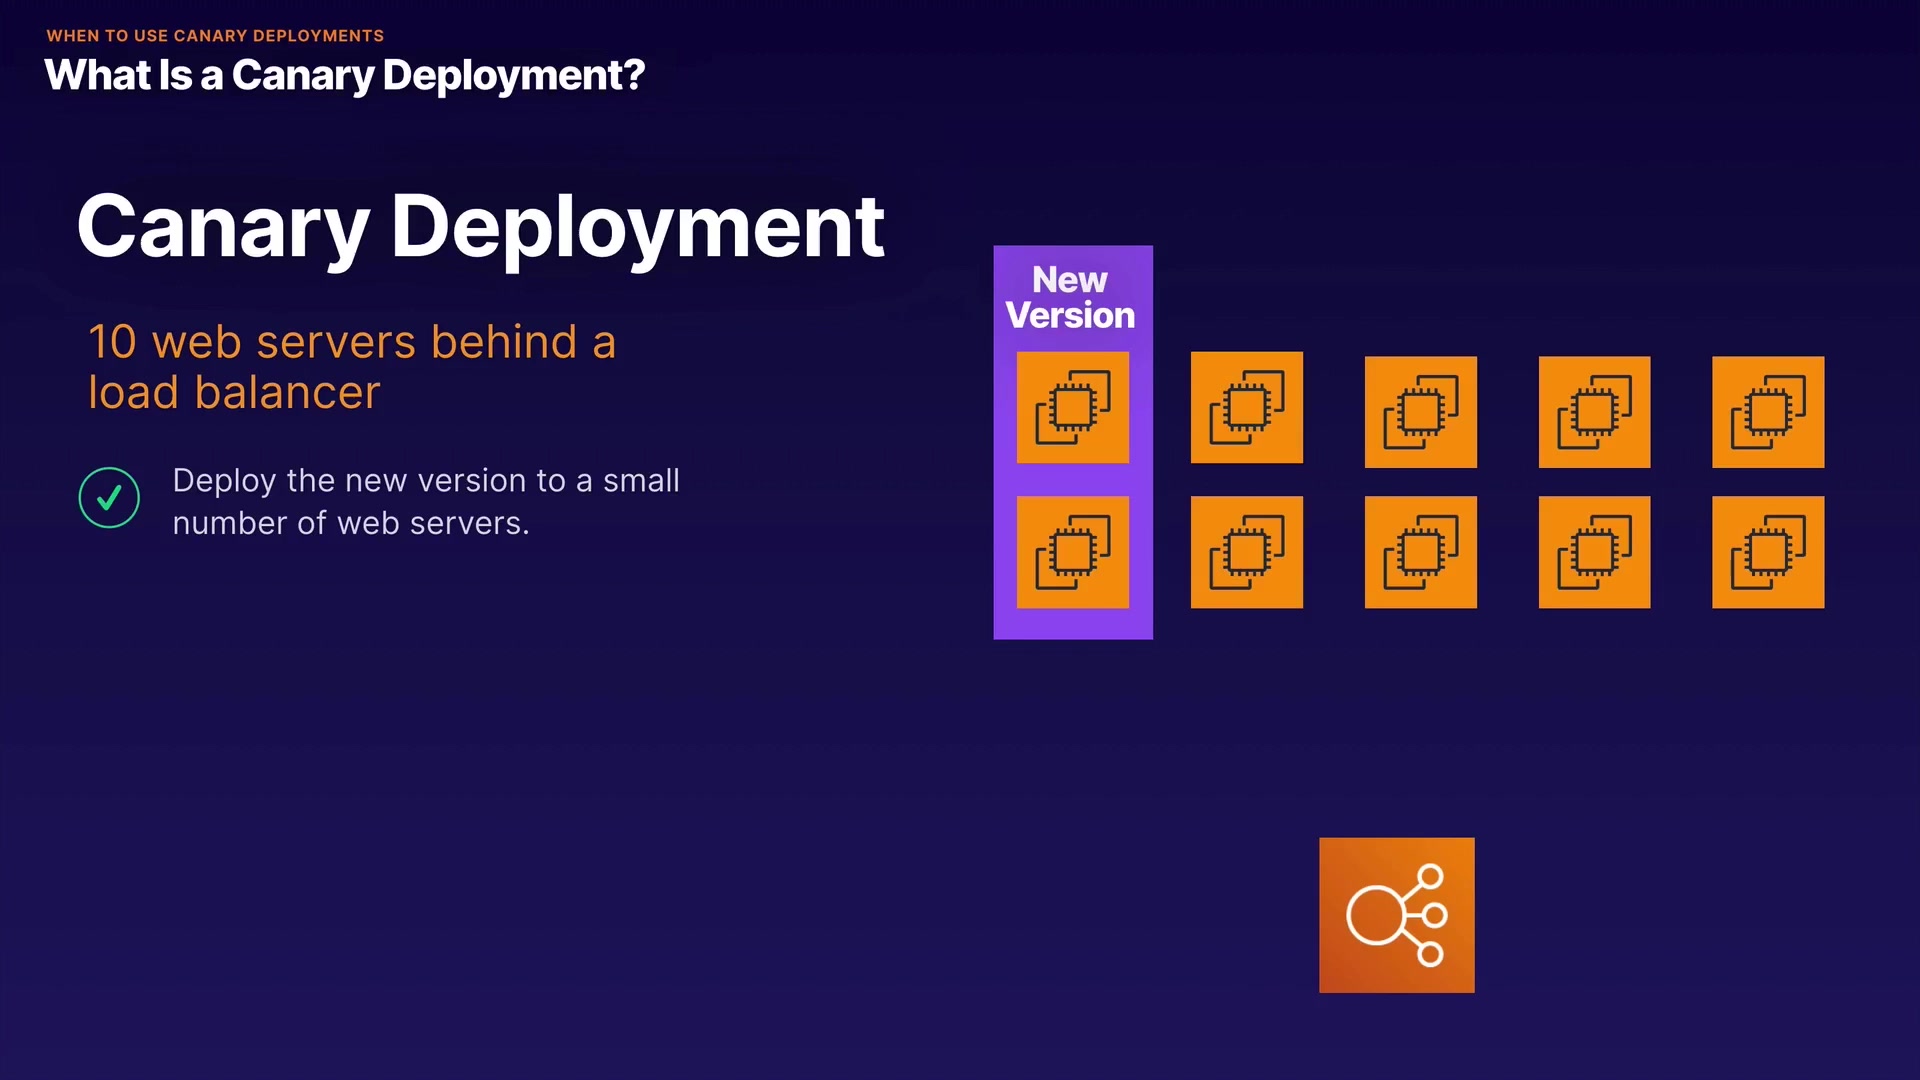 WHEN TO USE CANARY DEPLOYMENTS
What Is a Canary Deployment?
Canary Deployment
10 web servers behind a
load balancer
Deploy the new version to a small
number of web servers.
New
Version